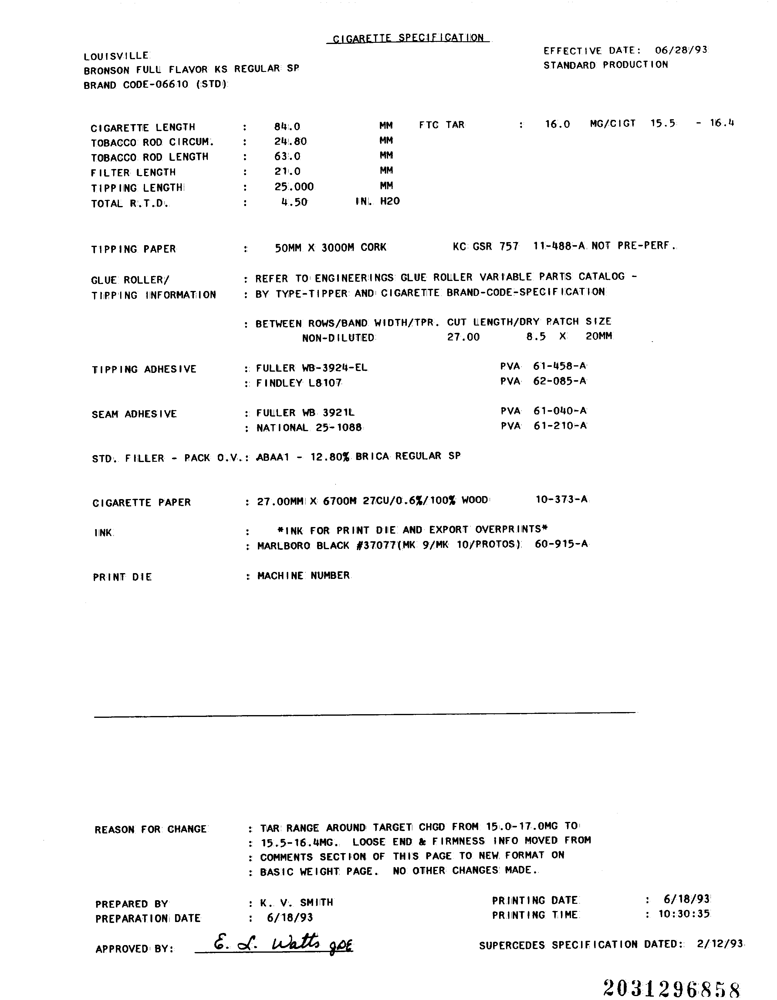 CIGARETTE SPECIFICATION
EFFECTIVE DATE: 06/28/93
LOUISVILLE
STANDARD PRODUCTION
BRONSON FULL FLAVOR KS REGULAR SP
BRAND CODE-06610 (STD)
CIGARETTE LENGTH : 84.0 MM FTC TAR : 16.0 MG/CIGT 15.5 - 16.4
TOBACCO ROD CIRCUM. : 24.80 MM
TOBACCO ROD LENGTH : 63.0 MM
FILTER LENGTH : 21.0 MM
TIPPING LENGTH : 25.000 MM
TOTAL R.T.D. : 4.50 IN. H2O
TIPPING PAPER : 50MM X 3000M CORK KC GSR 757 11-488-A NOT PRE-PERF.
GLUE ROLLER/ : REFER TO ENGINEERINGS GLUE ROLLER VARIABLE PARTS CATALOG -
TIPPING INFORMATION : BY TYPE-TIPPER AND CIGARETTE BRAND-CODE-SPECIFICATION
: BETWEEN ROWS/BAND WIDTH/TPR. CUT LENGTH/DRY PATCH SIZE
NON-DILUTED 27.00 8.5 X 20MM
TIPPING ADHESIVE : FULLER WB-3924-EL PVA 61-458-A
: FINDLEY L8107 PVA 62-085-A
SEAM ADHESIVE : FULLER WB 3921L PVA 61-040-A
: NATIONAL 25-1088 PVA 61-210-A
STD. FILLER - PACK O.V.: ABAA1 - 12.80% BRICA REGULAR SP
CIGARETTE PAPER : 27.00MM X 6700M 27CU/0.6%/100% WOOD 10-373-A
INK : *INK FOR PRINT DIE AND EXPORT OVERPRINTS*
: MARLBORO BLACK #37077(MK 9/MK 10/PROTOS) 60-915-A
PRINT DIE : MACHINE NUMBER
REASON FOR CHANGE : TAR RANGE AROUND TARGET CHGD FROM 15.0-17.0MG TO
: 15.5-16.4MG. LOOSE END & FIRMNESS INFO MOVED FROM
: COMMENTS SECTION OF THIS PAGE TO NEW FORMAT ON
: BASIC WEIGHT PAGE. NO OTHER CHANGES MADE.
PREPARED BY : K. V. SMITH PRINTING DATE : 6/18/93
PREPARATION DATE : 6/18/93 PRINTING TIME : 10:30:35
APPROVED BY: E. L. Watts SUPERCEDES SPECIFICATION DATED: 2/12/93
2031296858